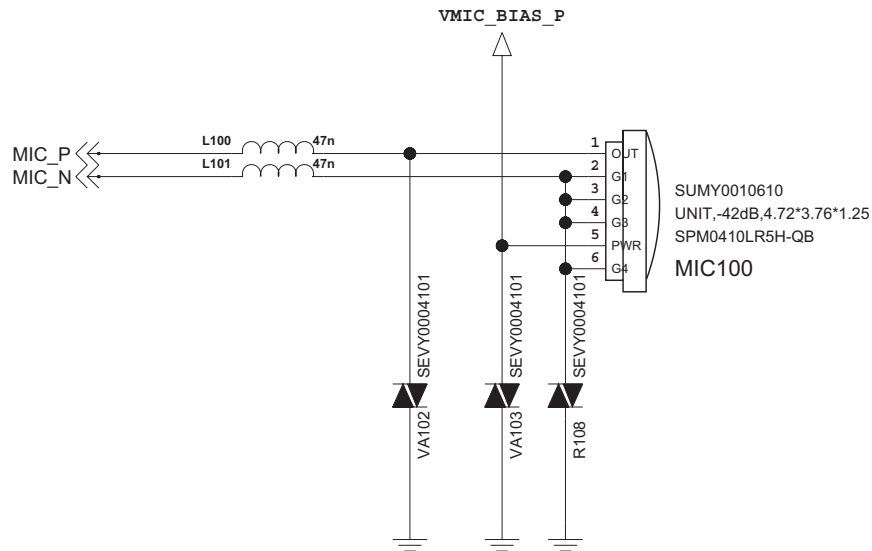 VMIC_BIAS_P
MIC_P
L100
47n
MIC_N
L101
47n
1
OUT
2
G1
3
G2
4
G3
5
PWR
6
G4
SUMY0010610
UNIT,-42dB,4.72*3.76*1.25
SPM0410LR5H-QB
MIC100
SEVY0004101
VA102
SEVY0004101
VA103
SEVY0004101
R108